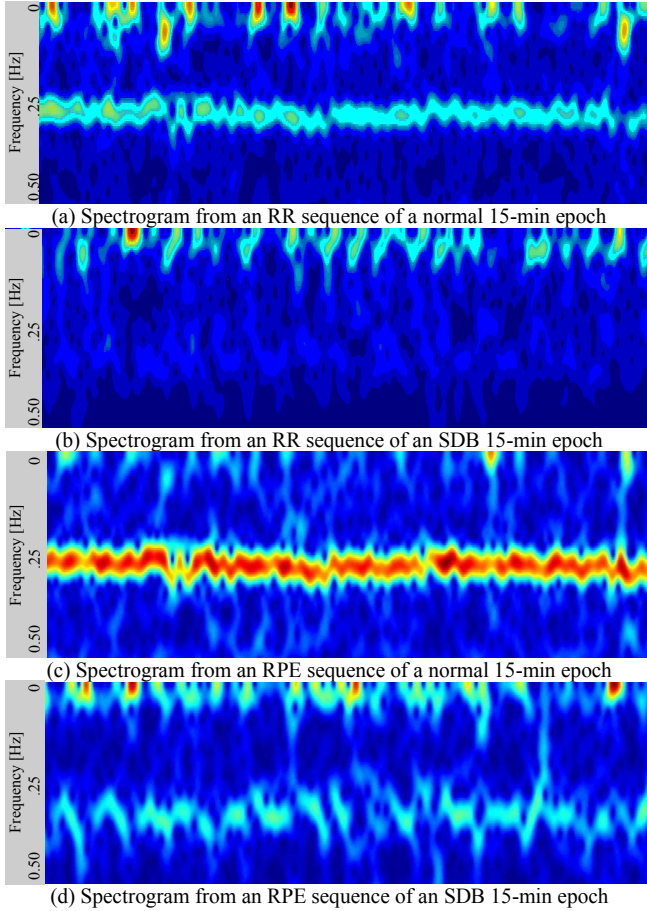 0
.25
0.50
Frequency [Hz]
(a) Spectrogram from an RR sequence of a normal 15-min epoch
0
.25
0.50
Frequency [Hz]
(b) Spectrogram from an RR sequence of an SDB 15-min epoch
0
.25
0.50
Frequency [Hz]
(c) Spectrogram from an RPE sequence of a normal 15-min epoch
0
.25
0.50
Frequency [Hz]
(d) Spectrogram from an RPE sequence of an SDB 15-min epoch